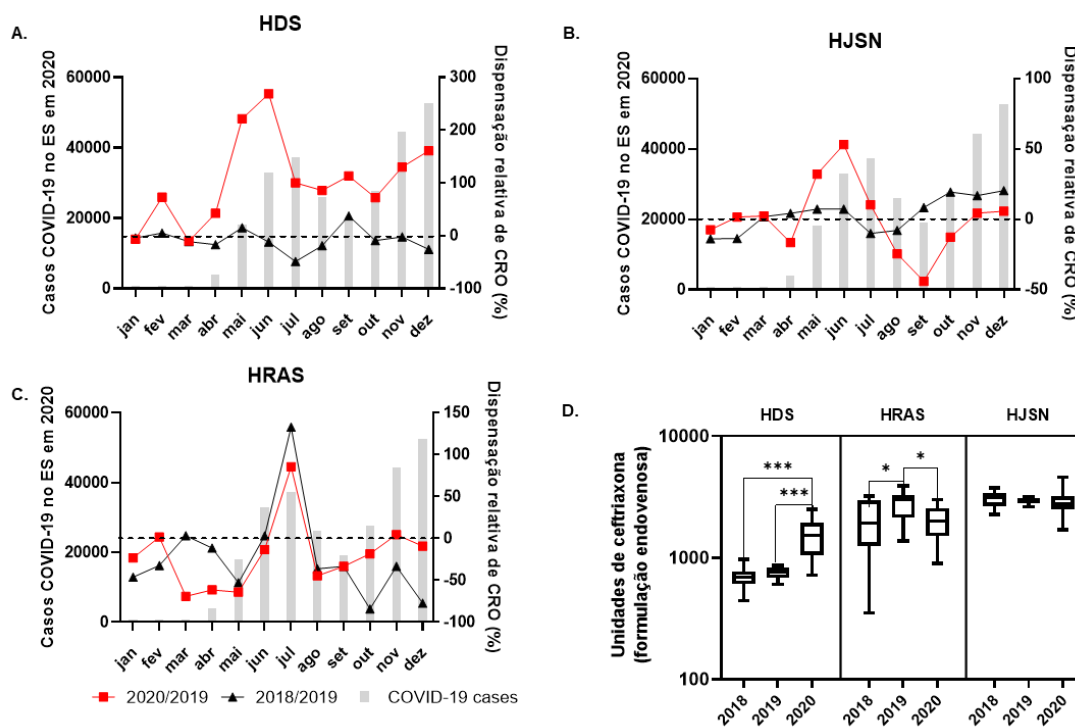 A.
HDS
Casos COVID-19 no ES em 2020
60000
40000
20000
0
300
200
100
0
-100
Dispensação relativa de CRO (%)
jan fev mar abr mai jun jul ago set out nov dez
B.
HJSN
Casos COVID-19 no ES em 2020
60000
40000
20000
0
100
50
0
-50
Dispensação relativa de CRO (%)
jan fev mar abr mai jun jul ago set out nov dez
C.
HRAS
Casos COVID-19 no ES em 2020
60000
40000
20000
0
150
100
50
0
-50
-100
Dispensação relativa de CRO (%)
jan fev mar abr mai jun jul ago set out nov dez
2020/2019 2018/2019 COVID-19 cases
D.
HDS HRAS HJSN
Unidades de ceftriaxona
(formulação endovenosa)
10000
1000
100
*** *** * *
2018 2019 2020 2018 2019 2020 2018 2019 2020